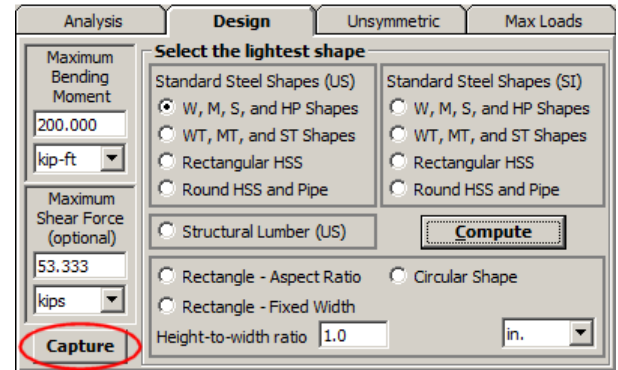 Analysis Design Unsymmetric Max Loads
Maximum
Bending
Moment
200.000
kip-ft
Maximum
Shear Force
(optional)
53.333
kips
Capture
Select the lightest shape
Standard Steel Shapes (US)
W, M, S, and HP Shapes
WT, MT, and ST Shapes
Rectangular HSS
Round HSS and Pipe
Standard Steel Shapes (SI)
W, M, S, and HP Shapes
WT, MT, and ST Shapes
Rectangular HSS
Round HSS and Pipe
Structural Lumber (US)
Compute
Rectangle - Aspect Ratio Circular Shape
Rectangle - Fixed Width
Height-to-width ratio 1.0 in.